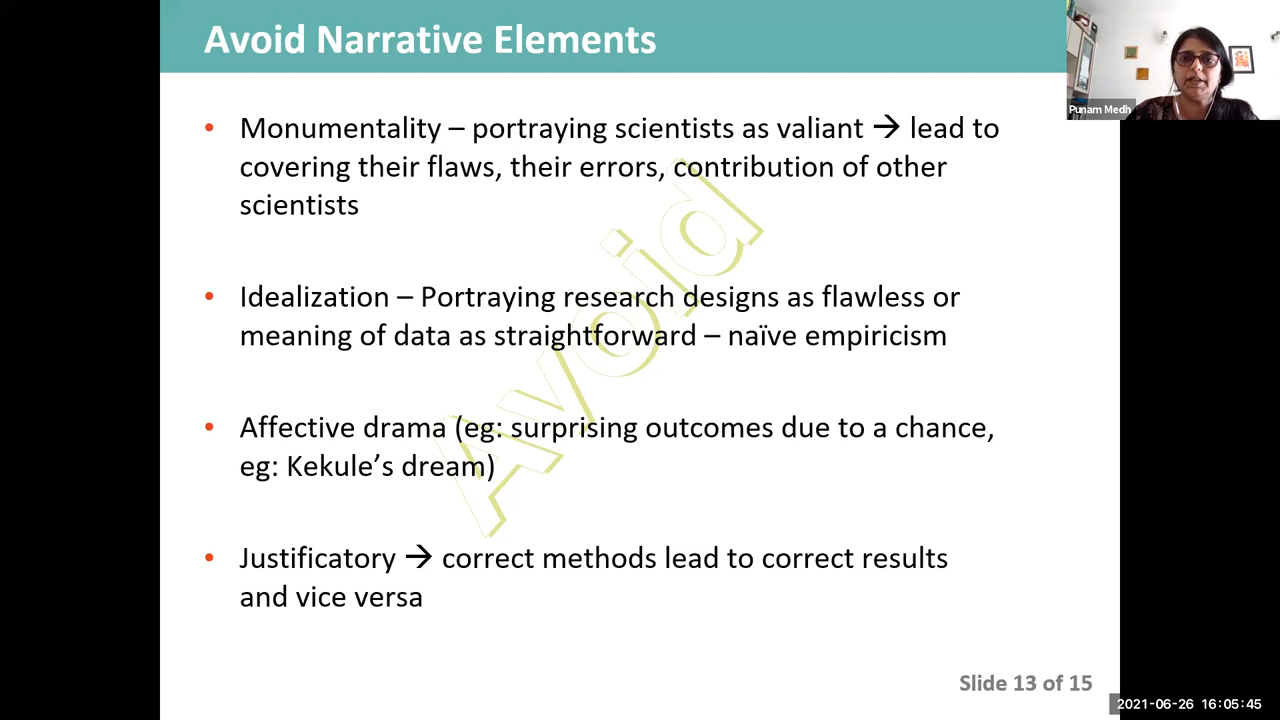 Avoid Narrative Elements
Punam Medh
• Monumentality – portraying scientists as valiant → lead to
covering their flaws, their errors, contribution of other
scientists
• Idealization – Portraying research designs as flawless or
meaning of data as straightforward – naïve empiricism
• Affective drama (eg: surprising outcomes due to a chance,
eg: Kekule’s dream)
• Justificatory → correct methods lead to correct results
and vice versa
Avoid
Slide 13 of 15
2021-06-26 16:05:45